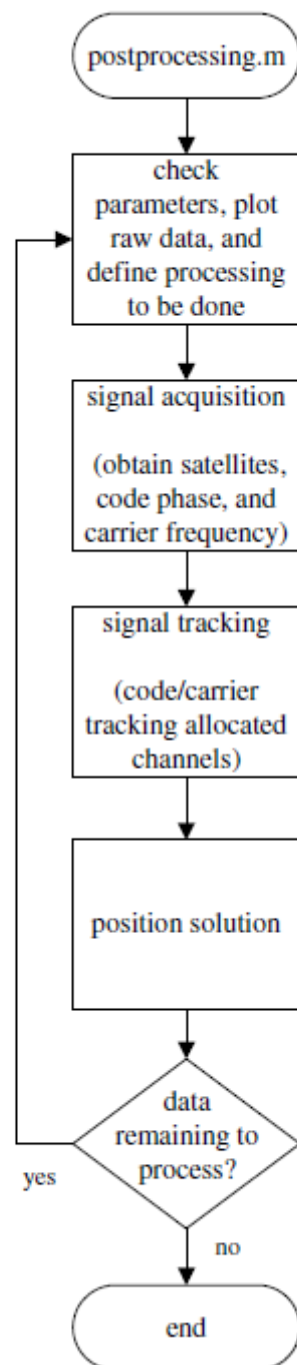 postprocessing.m
check
parameters, plot
raw data, and
define processing
to be done
signal acquisition
(obtain satellites,
code phase, and
carrier frequency)
signal tracking
(code/carrier
tracking allocated
channels)
position solution
data
remaining to
process?
yes
no
end